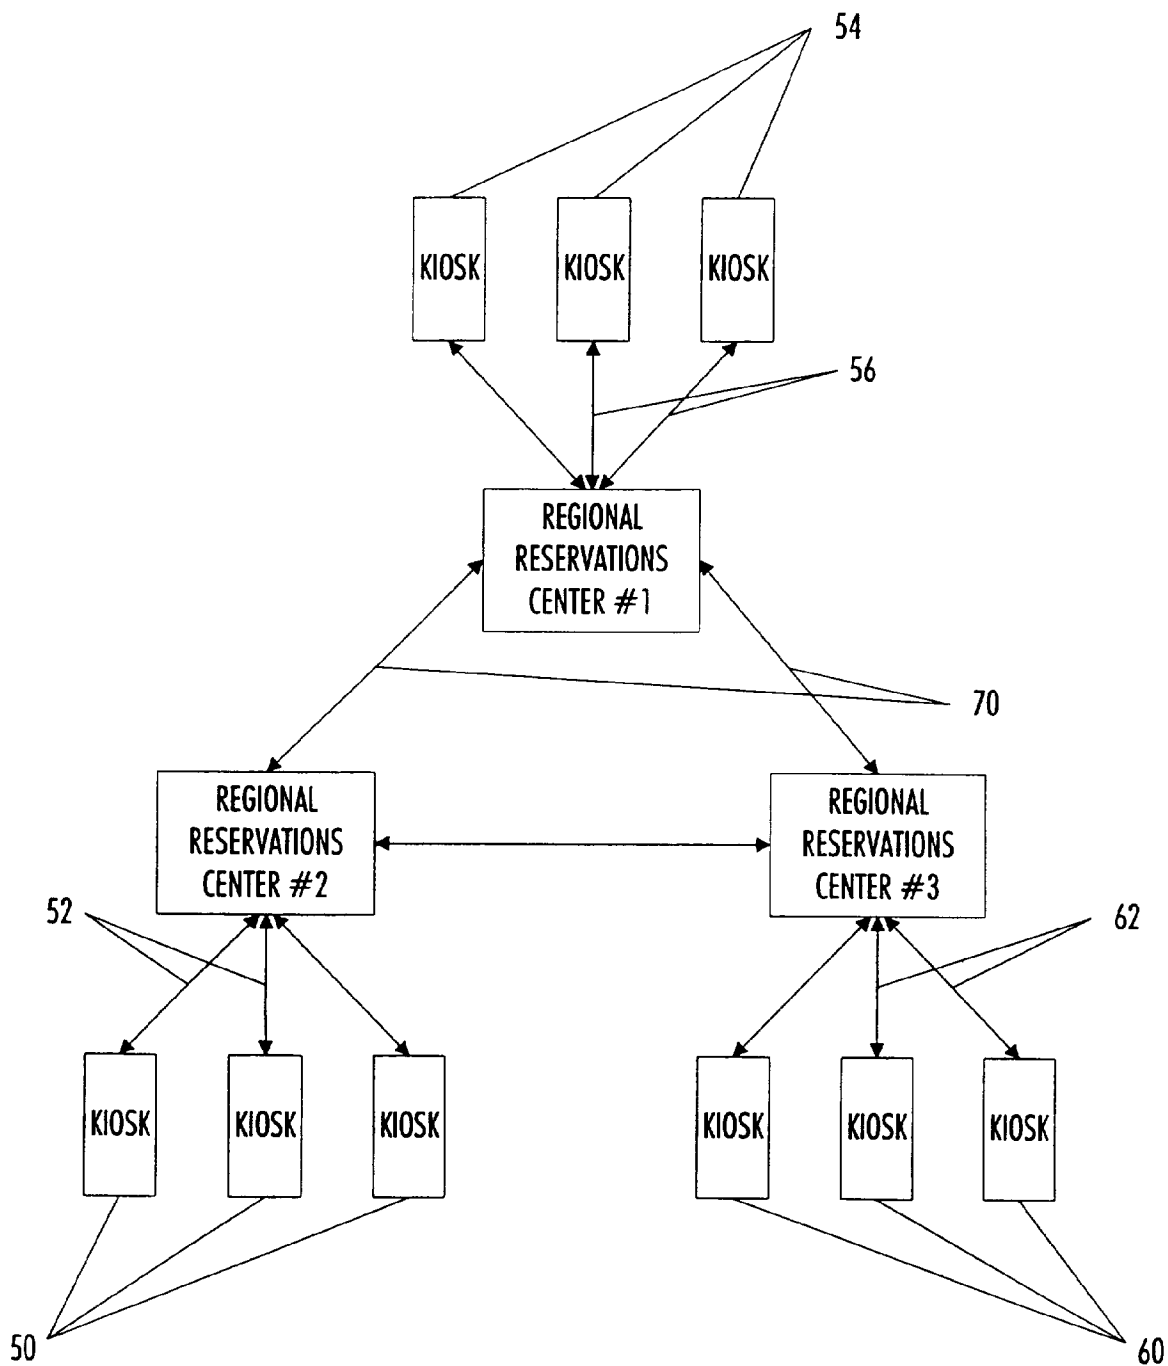 54
KIOSK
KIOSK
KIOSK
56
REGIONAL
RESERVATIONS
CENTER #1
70
REGIONAL
RESERVATIONS
CENTER #2
REGIONAL
RESERVATIONS
CENTER #3
52
62
KIOSK
KIOSK
KIOSK
KIOSK
KIOSK
KIOSK
50
60